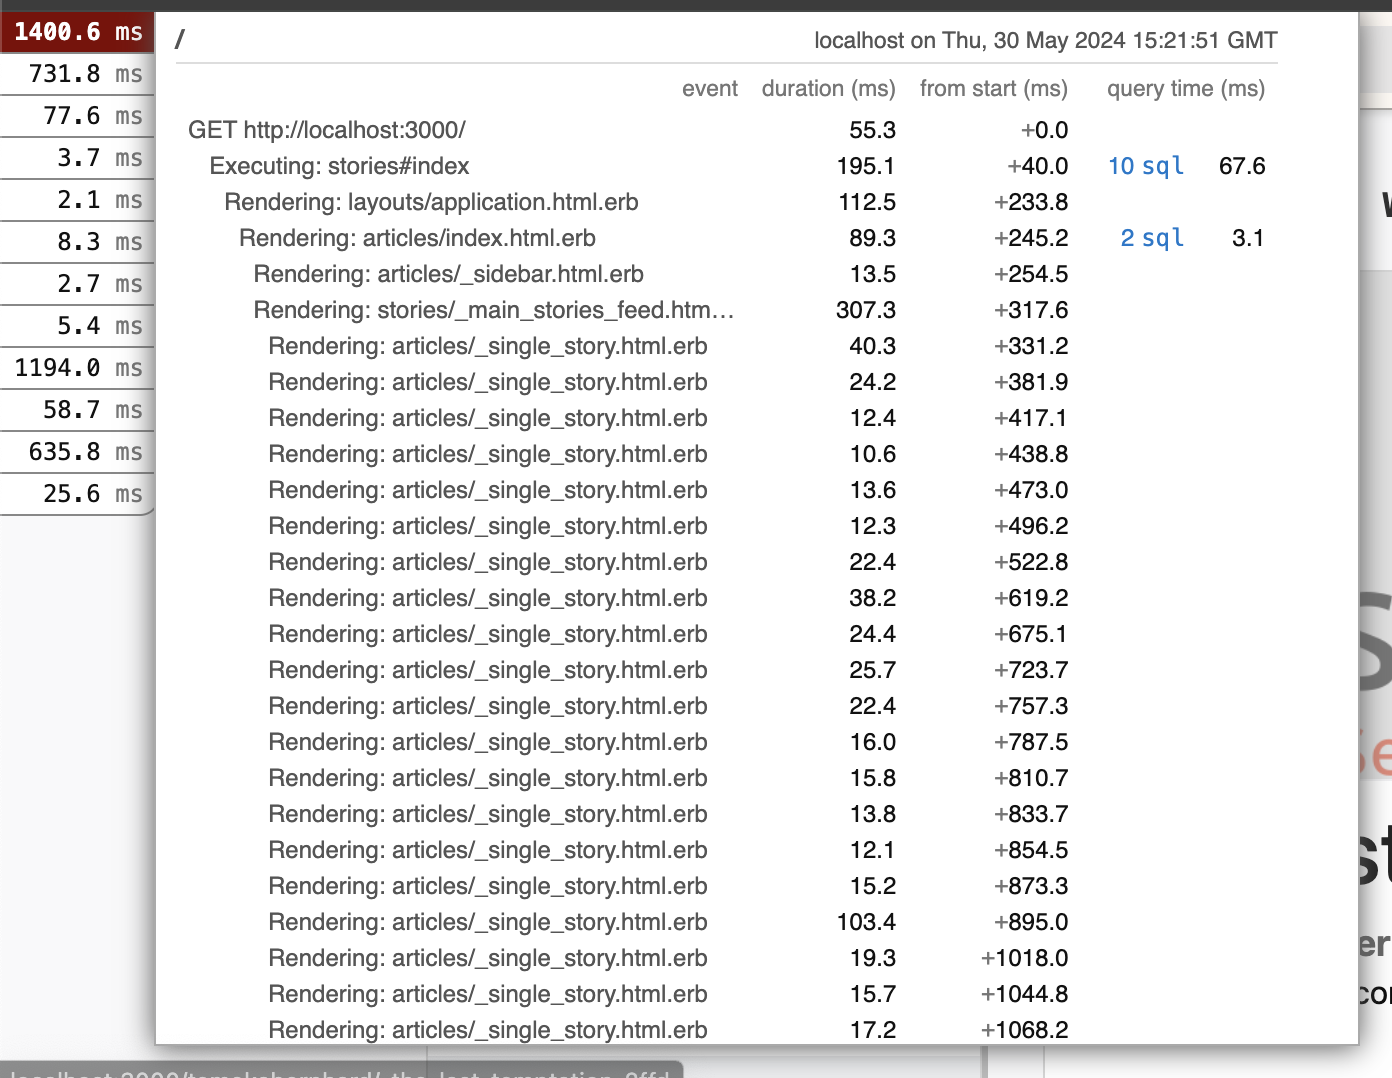 1400.6 ms
731.8 ms
77.6 ms
3.7 ms
2.1 ms
8.3 ms
2.7 ms
5.4 ms
1194.0 ms
58.7 ms
635.8 ms
25.6 ms
/ localhost on Thu, 30 May 2024 15:21:51 GMT
event duration (ms) from start (ms) query time (ms)
GET http://localhost:3000/ 55.3 +0.0
Executing: stories#index 195.1 +40.0 10 sql 67.6
Rendering: layouts/application.html.erb 112.5 +233.8
Rendering: articles/index.html.erb 89.3 +245.2 2 sql 3.1
Rendering: articles/_sidebar.html.erb 13.5 +254.5
Rendering: stories/_main_stories_feed.htm… 307.3 +317.6
Rendering: articles/_single_story.html.erb 40.3 +331.2
Rendering: articles/_single_story.html.erb 24.2 +381.9
Rendering: articles/_single_story.html.erb 12.4 +417.1
Rendering: articles/_single_story.html.erb 10.6 +438.8
Rendering: articles/_single_story.html.erb 13.6 +473.0
Rendering: articles/_single_story.html.erb 12.3 +496.2
Rendering: articles/_single_story.html.erb 22.4 +522.8
Rendering: articles/_single_story.html.erb 38.2 +619.2
Rendering: articles/_single_story.html.erb 24.4 +675.1
Rendering: articles/_single_story.html.erb 25.7 +723.7
Rendering: articles/_single_story.html.erb 22.4 +757.3
Rendering: articles/_single_story.html.erb 16.0 +787.5
Rendering: articles/_single_story.html.erb 15.8 +810.7
Rendering: articles/_single_story.html.erb 13.8 +833.7
Rendering: articles/_single_story.html.erb 12.1 +854.5
Rendering: articles/_single_story.html.erb 15.2 +873.3
Rendering: articles/_single_story.html.erb 103.4 +895.0
Rendering: articles/_single_story.html.erb 19.3 +1018.0
Rendering: articles/_single_story.html.erb 15.7 +1044.8
Rendering: articles/_single_story.html.erb 17.2 +1068.2